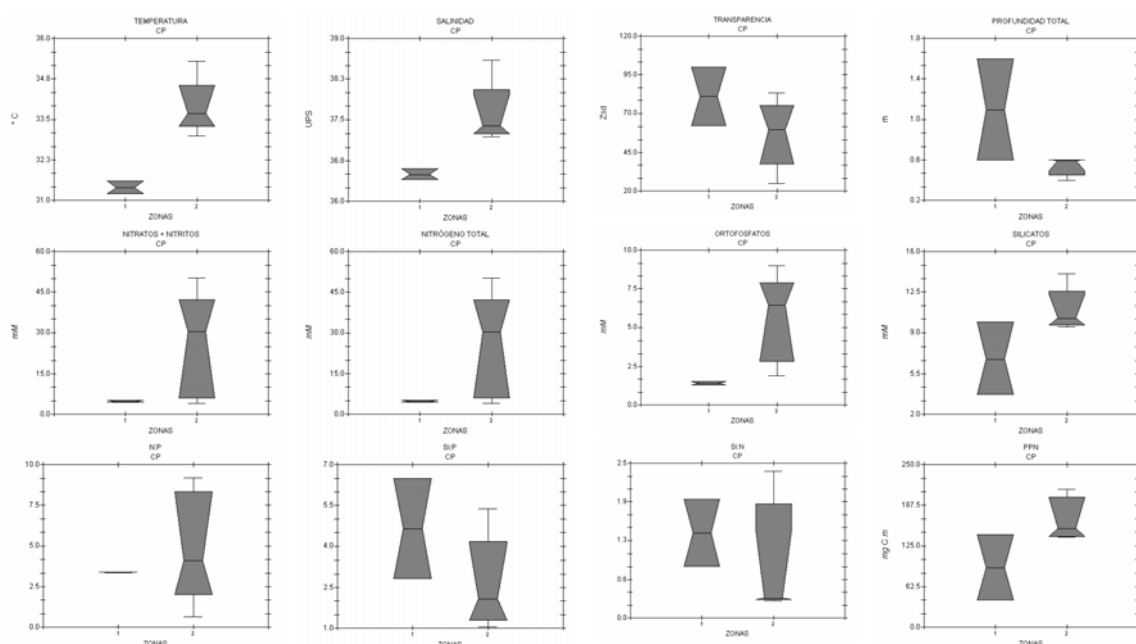 TEMPERATURA
CP
36.0
34.8
33.5
32.3
31.0
° C
1
2
ZONAS
SALINIDAD
CP
39.0
38.3
37.5
36.8
36.0
UPS
1
2
ZONAS
TRANSPARENCIA
CP
120.0
95.0
70.0
45.0
20.0
Zsd
1
2
ZONAS
PROFUNDIDAD TOTAL
CP
1.8
1.4
1.0
0.6
0.2
m
1
2
ZONAS
NITRATOS + NITRITOS
CP
60.0
45.0
30.0
15.0
0.0
mM
1
2
ZONAS
NITRÓGENO TOTAL
CP
60.0
45.0
30.0
15.0
0.0
mM
1
2
ZONAS
ORTOFOSFATOS
CP
10.0
7.5
5.0
2.5
0.0
mM
1
2
ZONAS
SILICATOS
CP
16.0
12.5
9.0
5.5
2.0
mM
1
2
ZONAS
N:P
CP
10.0
7.5
5.0
2.5
0.0
1
2
ZONAS
SI:P
CP
7.0
5.5
4.0
2.5
1.0
1
2
ZONAS
SI:N
CP
2.5
1.9
1.3
0.6
0.0
1
2
ZONAS
PPN
CP
250.0
187.5
125.0
62.5
0.0
mg C m
1
2
ZONAS